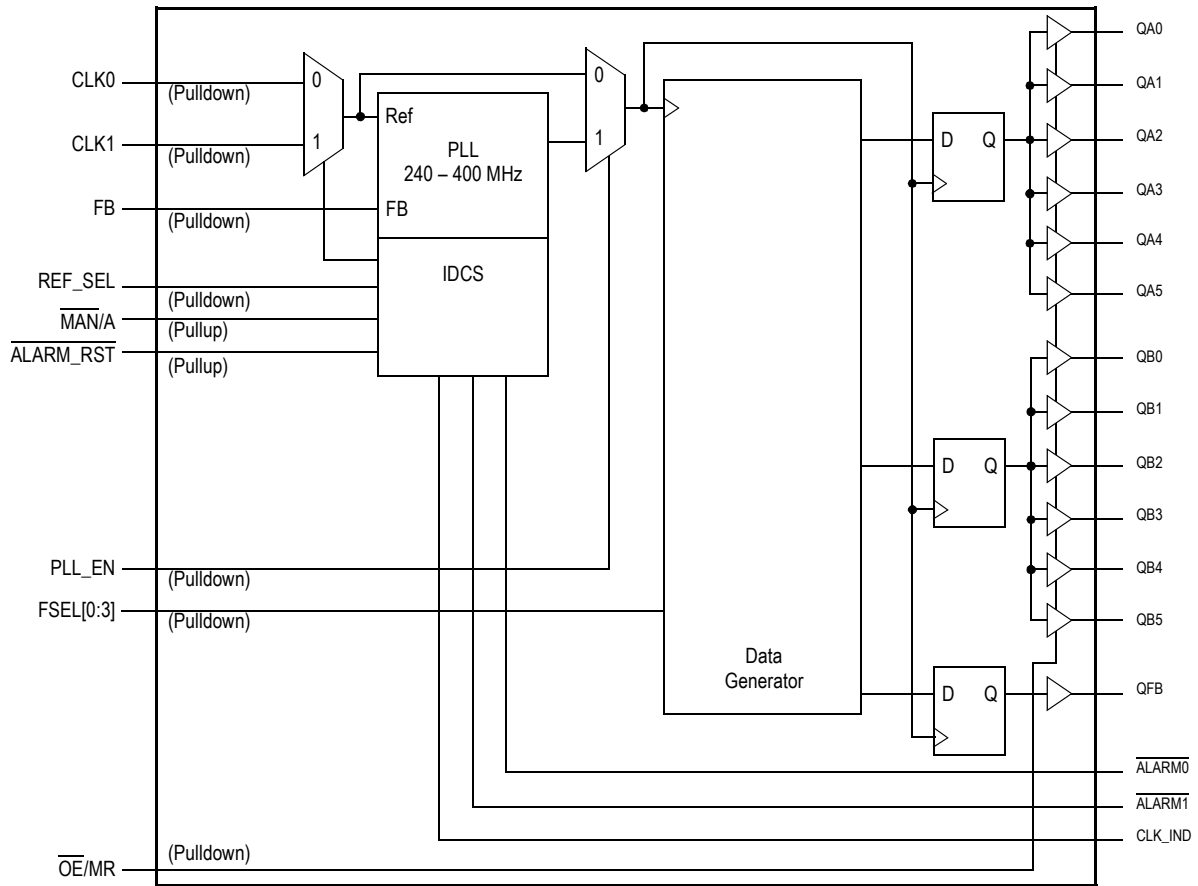 CLK0
(Pulldown)
CLK1
(Pulldown)
FB
(Pulldown)
REF_SEL
(Pulldown)
MAN/A
(Pullup)
ALARM_RST
(Pullup)
PLL_EN
(Pulldown)
FSEL[0:3]
(Pulldown)
OE/MR
(Pulldown)
0
1
Ref
PLL
240 – 400 MHz
FB
IDCS
0
1
Data
Generator
D Q
D Q
D Q
QA0
QA1
QA2
QA3
QA4
QA5
QB0
QB1
QB2
QB3
QB4
QB5
QFB
ALARM0
ALARM1
CLK_IND